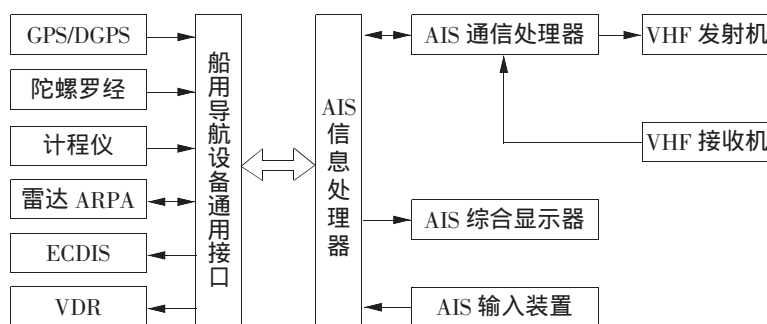 GPS/DGPS
陀螺罗经
计程仪
雷达 ARPA
ECDIS
VDR
船用导航设备通用接口
AIS信息处理器
AIS 通信处理器
VHF 发射机
VHF 接收机
AIS 综合显示器
AIS 输入装置